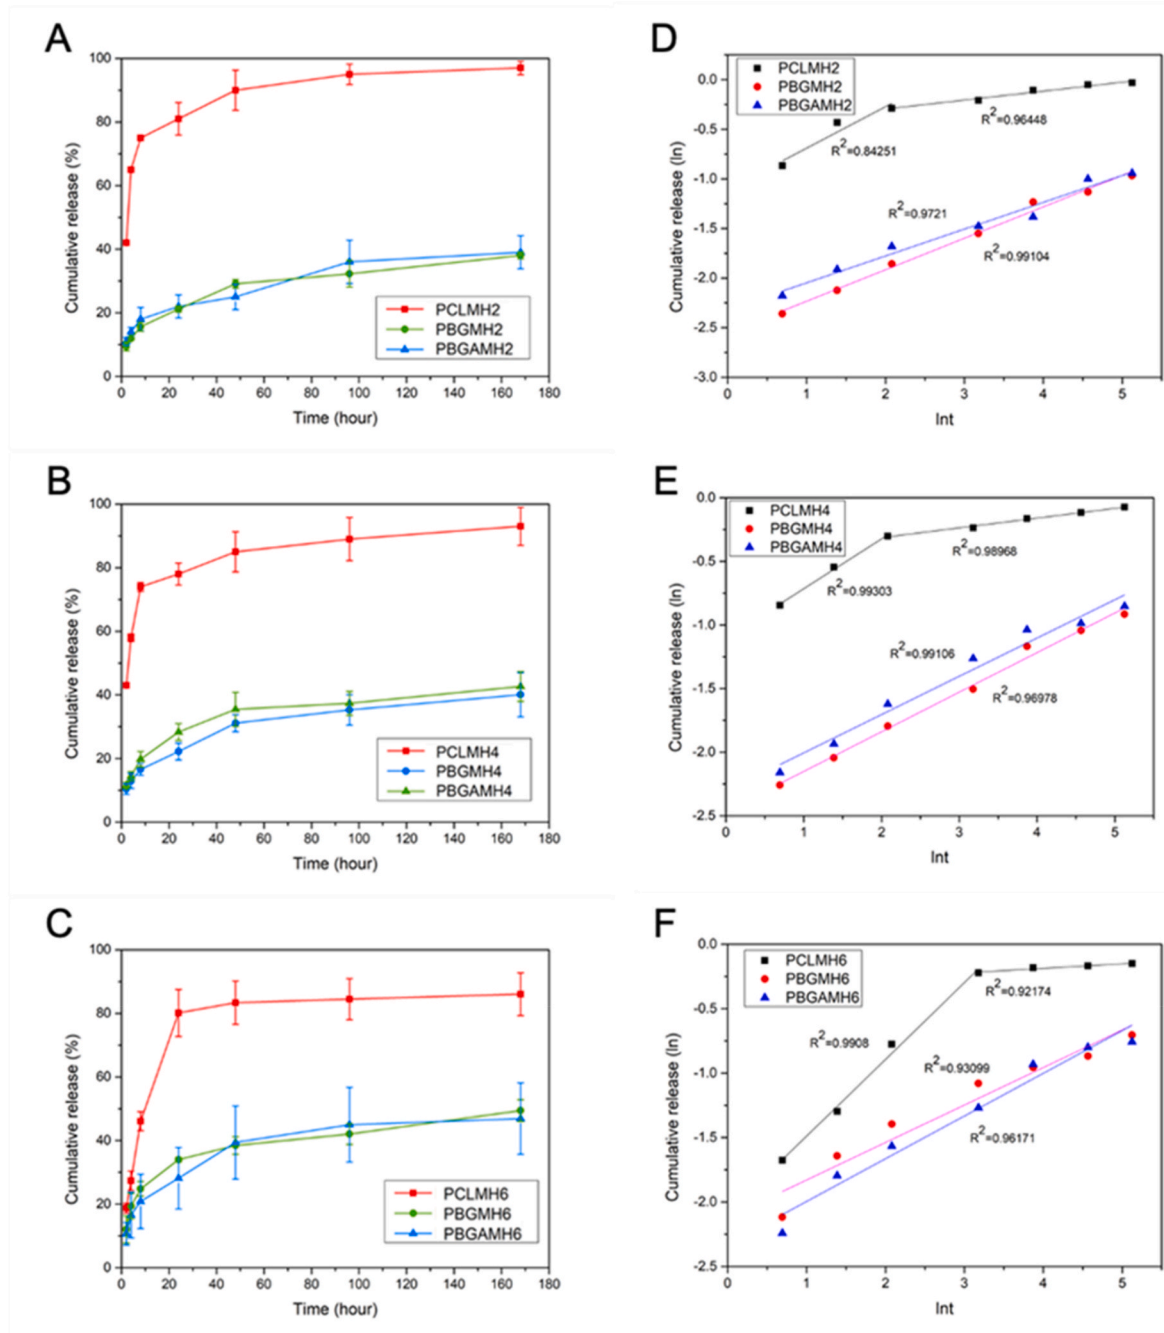 A
100
80
60
40
20
0
Cumulative release (%)
PCLMH2
PBGMH2
PBGAMH2
0 20 40 60 80 100 120 140 160 180
Time (hour)
D
0.0
-0.5
-1.0
-1.5
-2.0
-2.5
-3.0
Cumulative release (ln)
PCLMH2
PBGMH2
PBGAMH2
R2=0.96448
R2=0.84251
R2=0.9721
R2=0.99104
0 1 2 3 4 5
lnt
B
100
80
60
40
20
0
Cumulative release (%)
PCLMH4
PBGMH4
PBGAMH4
0 20 40 60 80 100 120 140 160 180
Time (hour)
E
0.0
-0.5
-1.0
-1.5
-2.0
-2.5
Cumulative release (ln)
PCLMH4
PBGMH4
PBGAMH4
R2=0.98968
R2=0.99303
R2=0.99106
R2=0.96978
0 1 2 3 4 5
lnt
C
100
80
60
40
20
0
Cumulative release (%)
PCLMH6
PBGMH6
PBGAMH6
0 20 40 60 80 100 120 140 160 180
Time (hour)
F
0.0
-0.5
-1.0
-1.5
-2.0
-2.5
Cumulative release (ln)
PCLMH6
PBGMH6
PBGAMH6
R2=0.92174
R2=0.9908
R2=0.93099
R2=0.96171
0 1 2 3 4 5
lnt